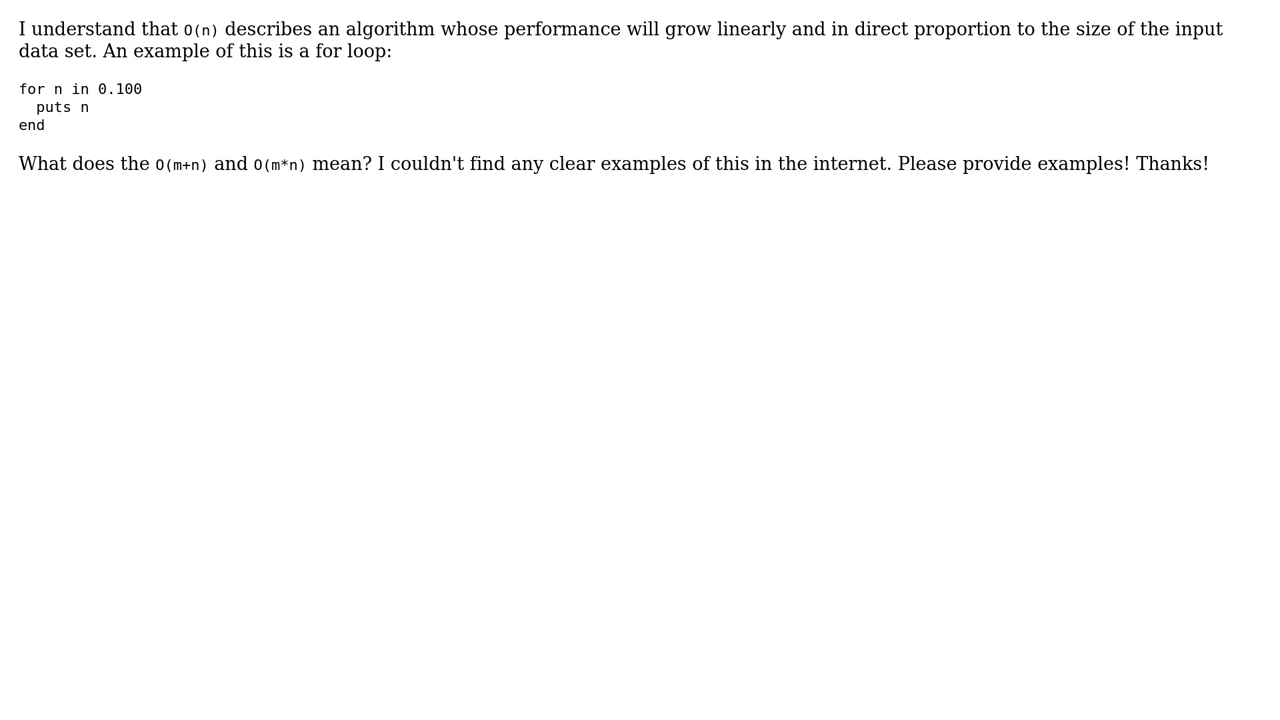 I understand that O(n) describes an algorithm whose performance will grow linearly and in direct proportion to the size of the input
data set. An example of this is a for loop:
for n in 0.100
  puts n
end
What does the O(m+n) and O(m*n) mean? I couldn't find any clear examples of this in the internet. Please provide examples! Thanks!